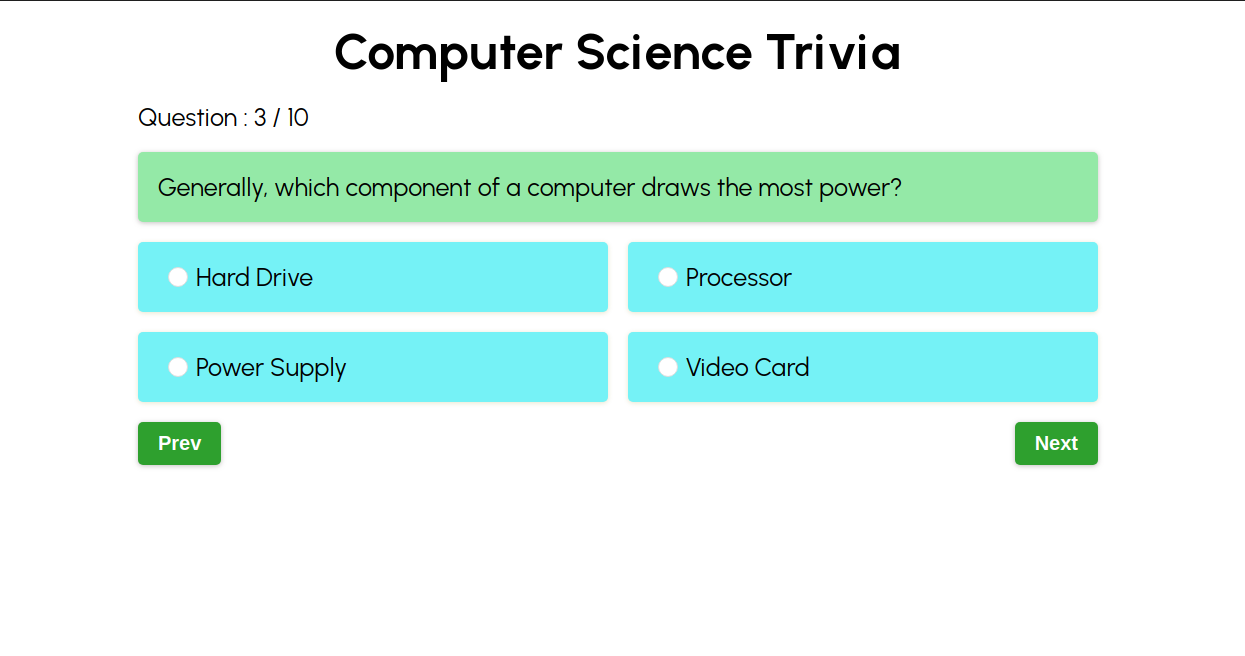 Computer Science Trivia
Question : 3 / 10
Generally, which component of a computer draws the most power?
Hard Drive
Processor
Power Supply
Video Card
Prev
Next